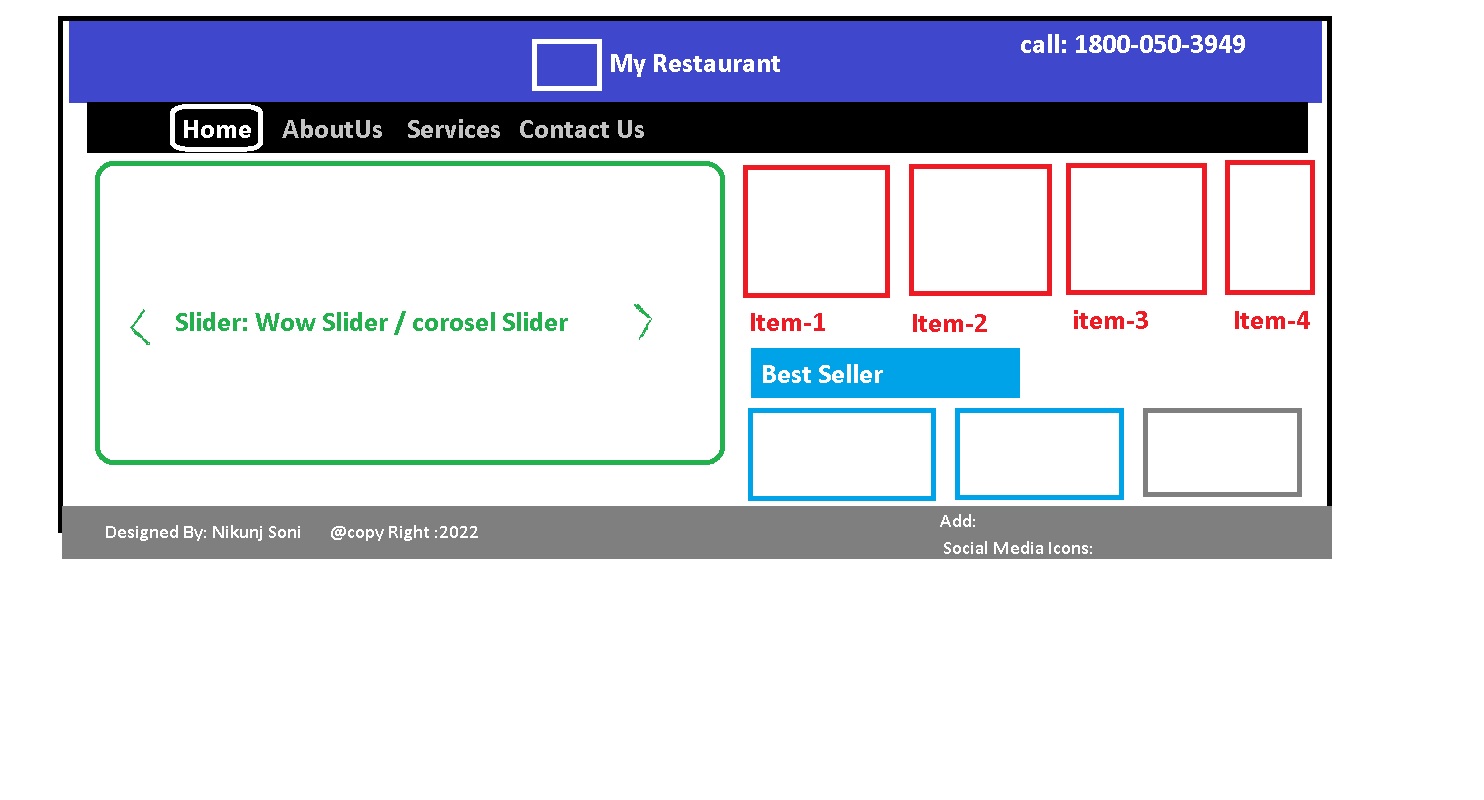 call: 1800-050-3949
My Restaurant
Home AboutUs Services Contact Us
Slider: Wow Slider / corosel Slider
Item-1 Item-2 item-3 Item-4
Best Seller
Designed By: Nikunj Soni @copy Right :2022
Add:
Social Media Icons: